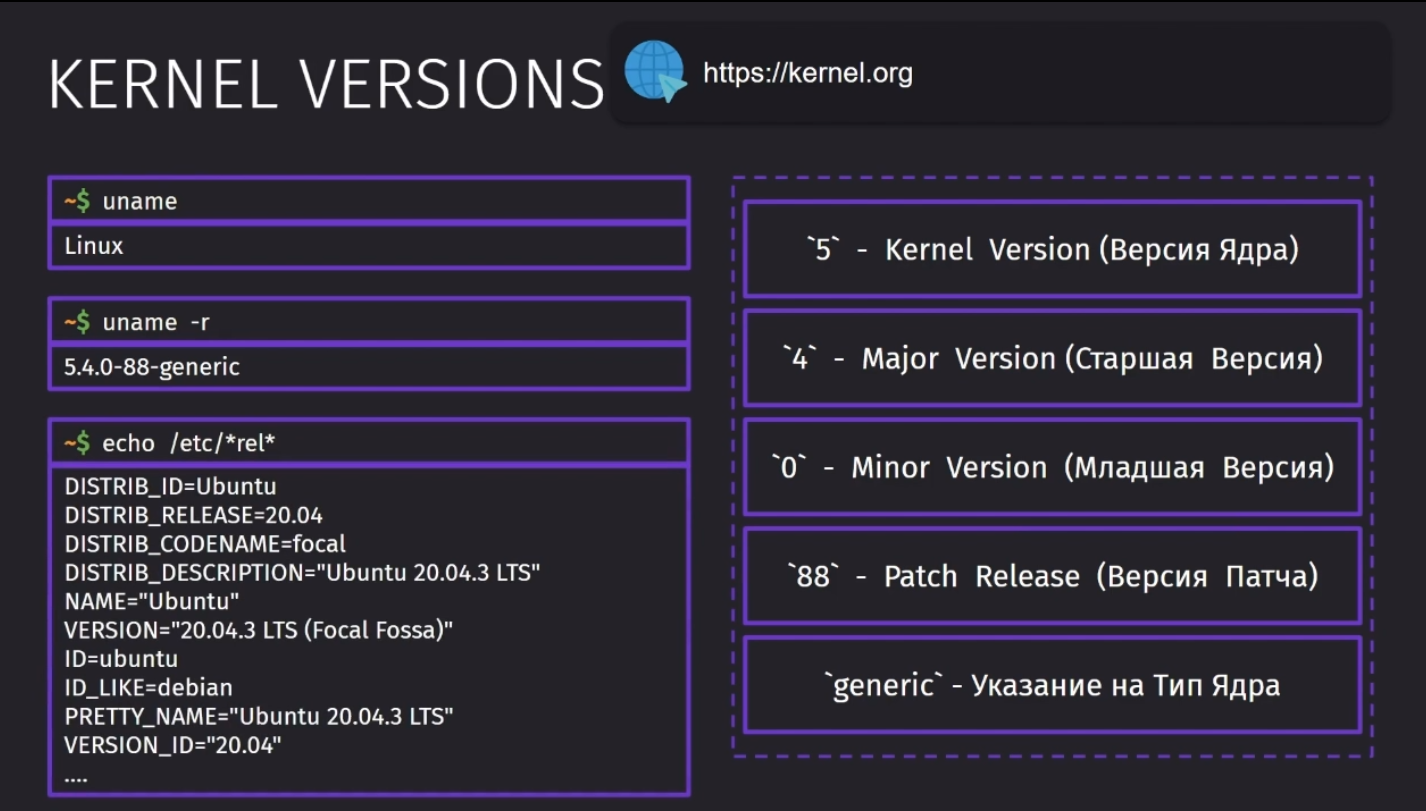 KERNEL VERSIONS
https://kernel.org
~$ uname
Linux
~$ uname -r
5.4.0-88-generic
~$ echo /etc/*rel*
DISTRIB_ID=Ubuntu
DISTRIB_RELEASE=20.04
DISTRIB_CODENAME=focal
DISTRIB_DESCRIPTION="Ubuntu 20.04.3 LTS"
NAME="Ubuntu"
VERSION="20.04.3 LTS (Focal Fossa)"
ID=ubuntu
ID_LIKE=debian
PRETTY_NAME="Ubuntu 20.04.3 LTS"
VERSION_ID="20.04"
....
`5` - Kernel Version (Версия Ядра)
`4` - Major Version (Старшая Версия)
`0` - Minor Version (Младшая Версия)
`88` - Patch Release (Версия Патча)
`generic` - Указание на Тип Ядра